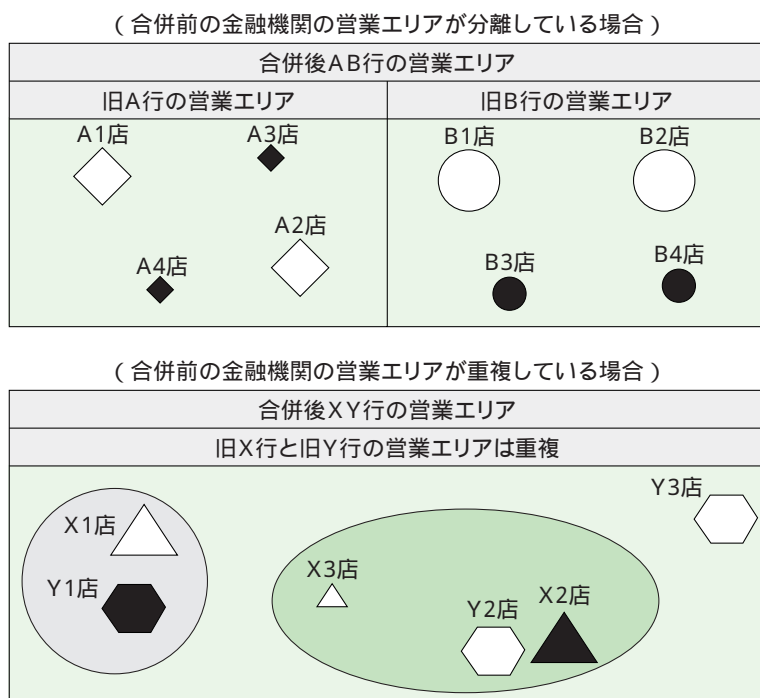 （合併前の金融機関の営業エリアが分離している場合）
合併後AB行の営業エリア
旧A行の営業エリア
旧B行の営業エリア
A1店
A3店
B1店
B2店
A2店
A4店
B3店
B4店
（合併前の金融機関の営業エリアが重複している場合）
合併後XY行の営業エリア
旧X行と旧Y行の営業エリアは重複
Y3店
X1店
X3店
Y1店
Y2店
X2店